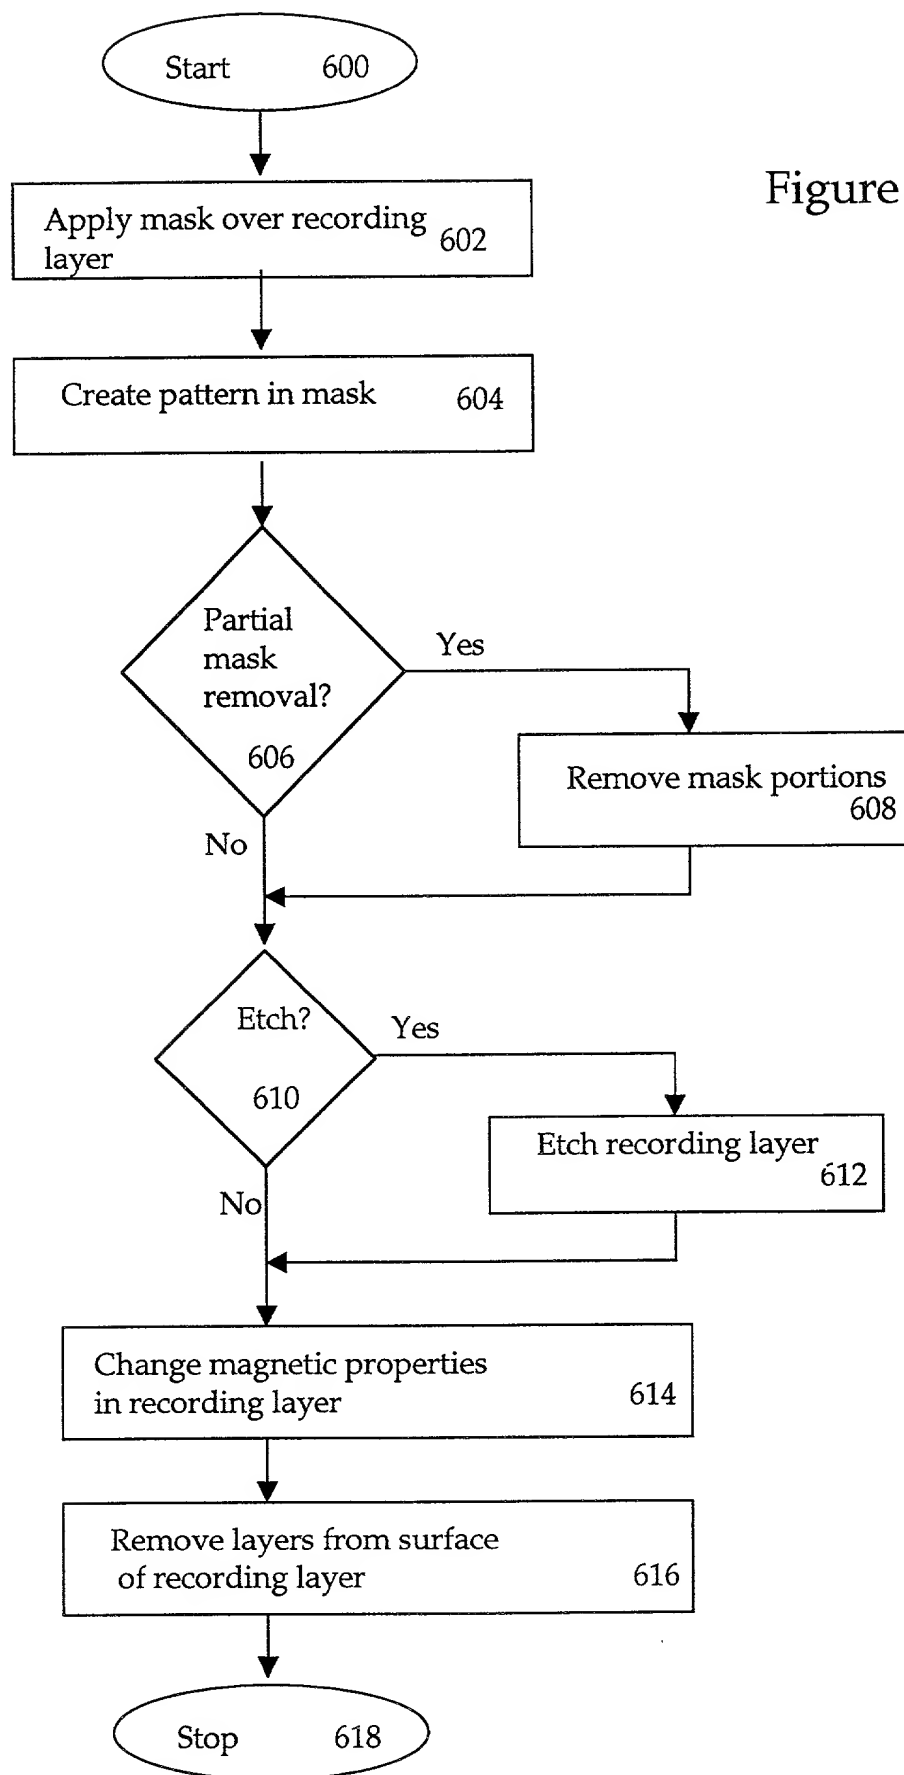 Start 600
Figure
Apply mask over recording
layer 602
Create pattern in mask 604
Partial
mask
removal?
606
Yes
Remove mask portions
608
No
Etch?
610
Yes
Etch recording layer
612
No
Change magnetic properties
in recording layer 614
Remove layers from surface
of recording layer 616
Stop 618